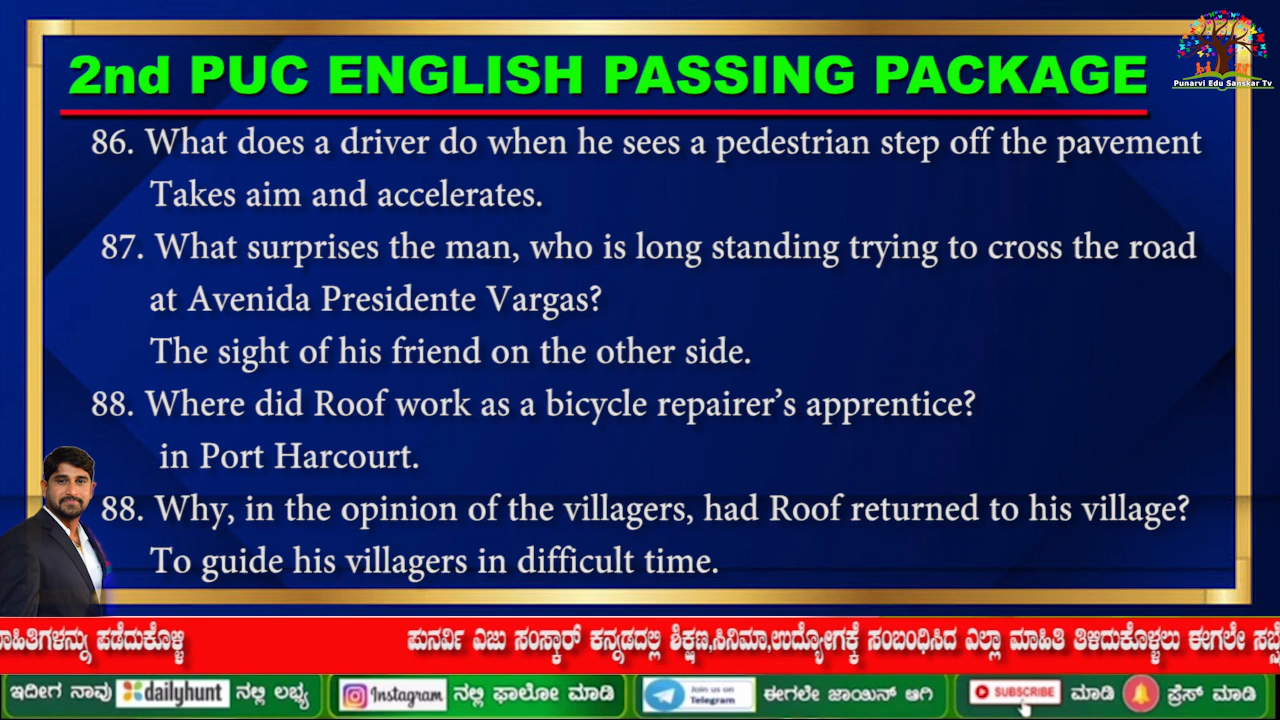 2nd PUC ENGLISH PASSING PACKAGE
Punarvi Edu Sanskar Tv
86. What does a driver do when he sees a pedestrian step off the pavement
Takes aim and accelerates.
87. What surprises the man, who is long standing trying to cross the road
at Avenida Presidente Vargas?
The sight of his friend on the other side.
88. Where did Roof work as a bicycle repairer’s apprentice?
in Port Harcourt.
88. Why, in the opinion of the villagers, had Roof returned to his village?
To guide his villagers in difficult time.
ಮಾಹಿತಿಗಳನ್ನು ಪಡೆದುಕೊಳ್ಳಿ ಪುನರ್ವಿ ಎಜು ಸಂಸ್ಕಾರ್ ಕನ್ನಡದಲ್ಲಿ ಶಿಕ್ಷಣ,ಸಿನಿಮಾ,ಉದ್ಯೋಗಕ್ಕೆ ಸಂಬಂಧಿಸಿದ ಎಲ್ಲಾ ಮಾಹಿತಿ ತಿಳಿದುಕೊಳ್ಳಲು ಈಗಲೇ
ಇದೀಗ ನಾವು dailyhunt ನಲ್ಲಿ ಲಭ್ಯ Instagram ನಲ್ಲಿ ಫಾಲೋ ಮಾಡಿ Join us on Telegram ಈಗಲೇ ಜಾಯಿನ್ ಆಗಿ SUBSCRIBE ಮಾಡಿ ಪ್ರೆಸ್ ಮಾಡಿ